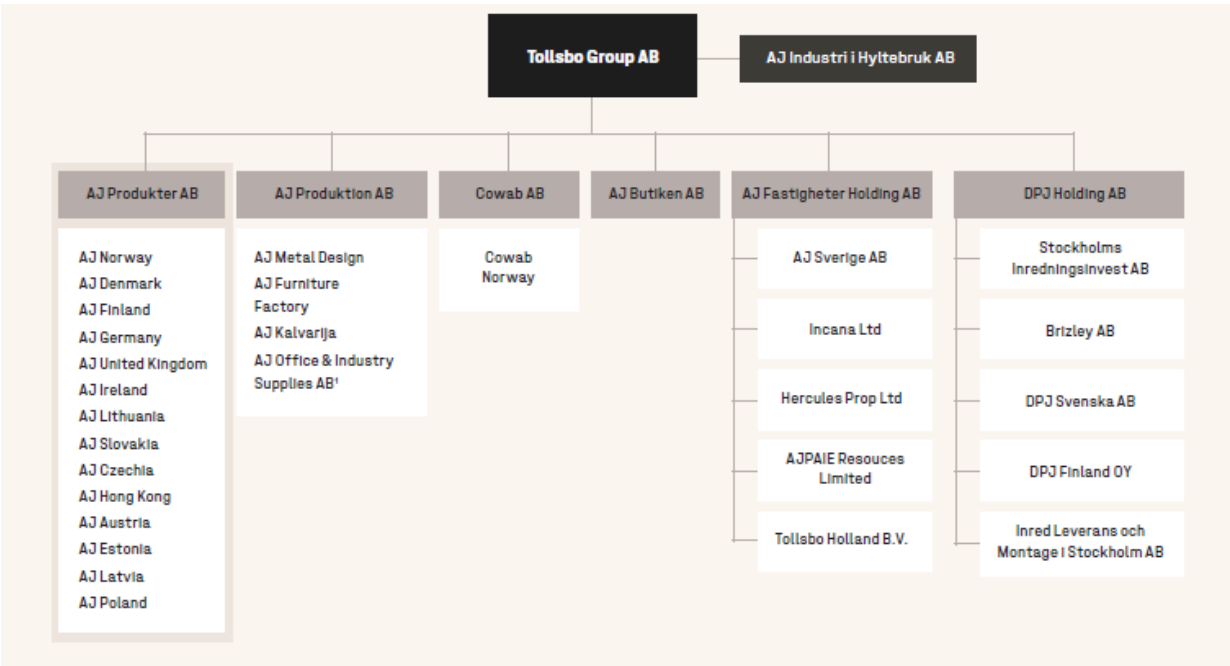 Tollsbo Group AB
AJ Industri i Hyltebruk AB
AJ Produkter AB
AJ Norway
AJ Denmark
AJ Finland
AJ Germany
AJ United Kingdom
AJ Ireland
AJ Lithuania
AJ Slovakia
AJ Czechia
AJ Hong Kong
AJ Austria
AJ Estonia
AJ Latvia
AJ Poland
AJ Produktion AB
AJ Metal Design
AJ Furniture
Factory
AJ Kalvarija
AJ Office & Industry
Supplies AB¹
Cowab AB
Cowab
Norway
AJ Butiken AB
AJ Fastigheter Holding AB
AJ Sverige AB
Incana Ltd
Hercules Prop Ltd
AJPAIE Resouces
Limited
Tollsbo Holland B.V.
DPJ Holding AB
Stockholms
Inredningsinvest AB
Brizley AB
DPJ Svenska AB
DPJ Finland OY
Inred Leverans och
Montage i Stockholm AB